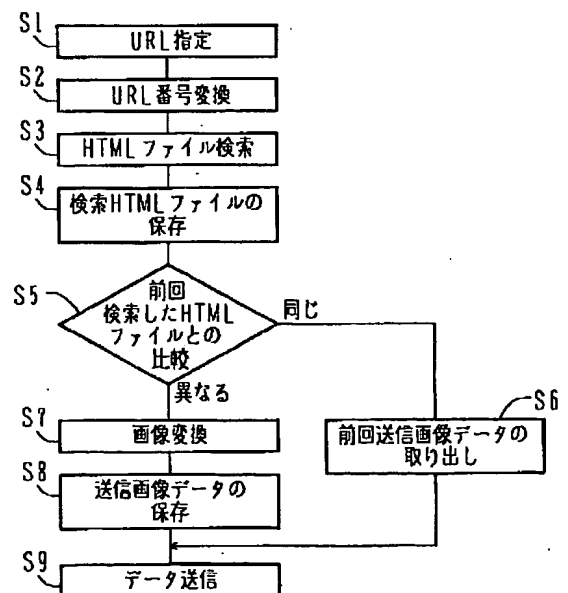 S1
URL指定
S2
URL番号変換
S3
HTMLファイル検索
S4
検索HTMLファイルの
保存
S5
前回
検索したHTML
ファイルとの
比較
同じ
異なる
S6
前回送信画像データの
取り出し
S7
画像変換
S8
送信画像データの
保存
S9
データ送信